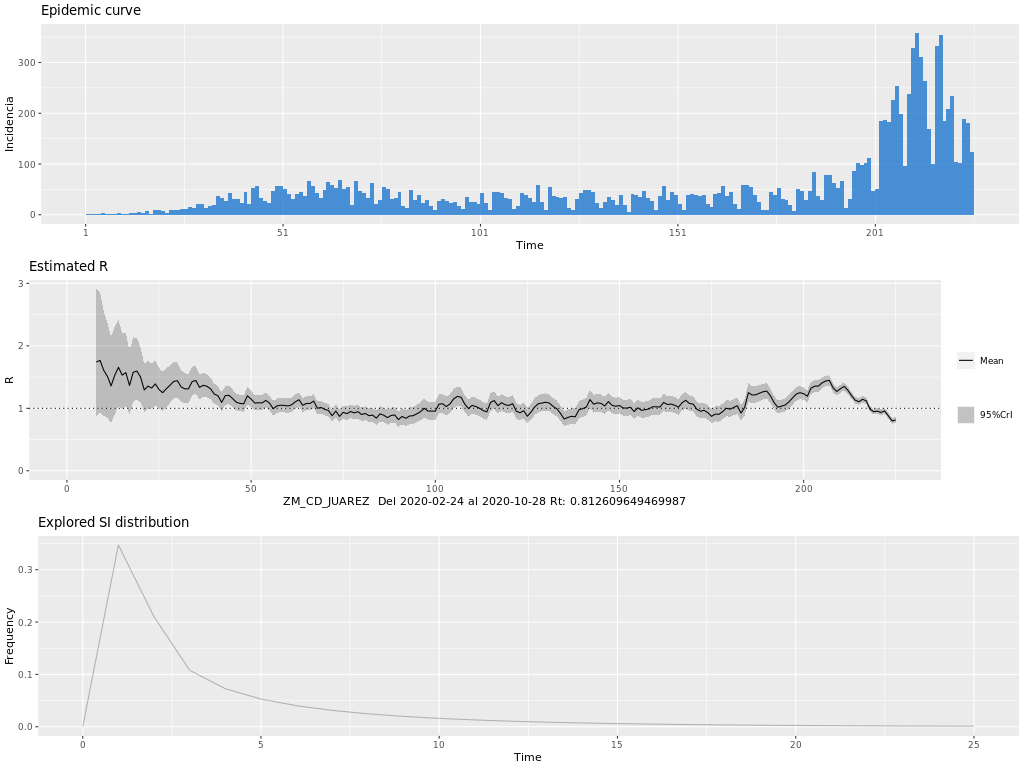 Epidemic curve
Incidencia
300
200
100
0
1
51
101
151
201
Time
Estimated R
R
3
2
1
0
0
50
100
150
200
ZM_CD_JUAREZ Del 2020-02-24 al 2020-10-28 Rt: 0.812609649469987
Mean
95%CrI
Explored SI distribution
Frequency
0.3
0.2
0.1
0.0
0
5
10
15
20
25
Time